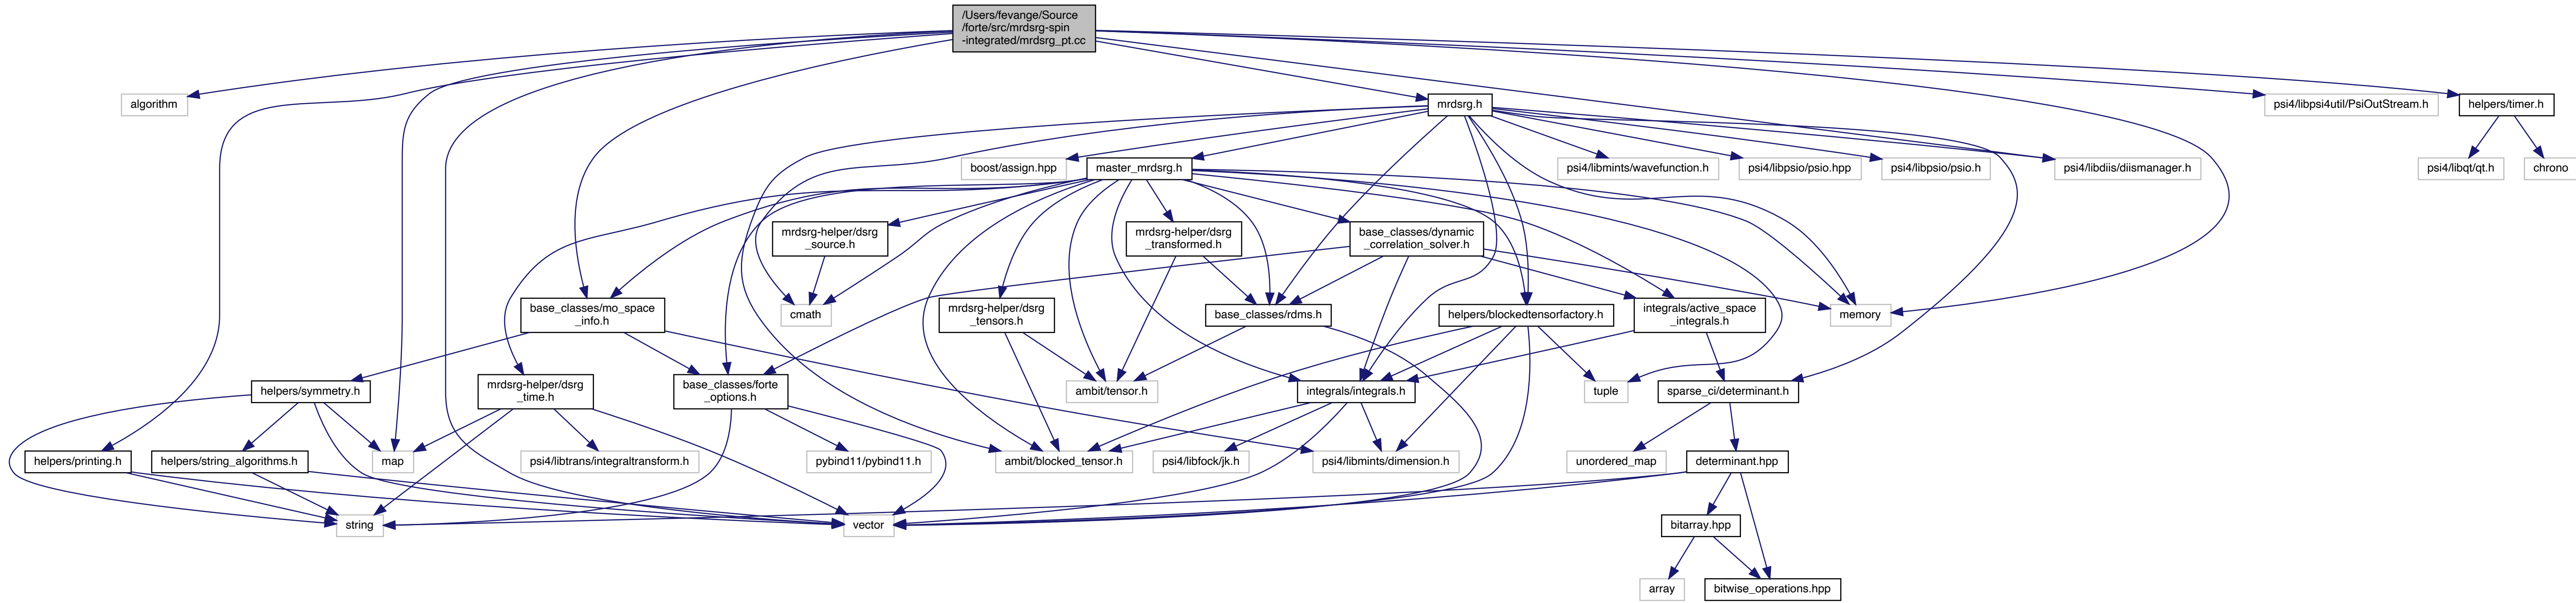 /Users/fevange/Source
/forte/src/mrdsrg-spin
-integrated/mrdsrg_pt.cc
algorithm
mrdsrg.h
psi4/libpsi4util/PsiOutStream.h
helpers/timer.h
boost/assign.hpp
master_mrdsrg.h
psi4/libmints/wavefunction.h
psi4/libpsio/psio.hpp
psi4/libpsio/psio.h
psi4/libdiis/diismanager.h
psi4/libqt/qt.h
chrono
mrdsrg-helper/dsrg
_source.h
mrdsrg-helper/dsrg
_transformed.h
base_classes/dynamic
_correlation_solver.h
base_classes/mo_space
_info.h
cmath
mrdsrg-helper/dsrg
_tensors.h
base_classes/rdms.h
helpers/blockedtensorfactory.h
integrals/active_space
_integrals.h
memory
helpers/symmetry.h
mrdsrg-helper/dsrg
_time.h
base_classes/forte
_options.h
ambit/tensor.h
integrals/integrals.h
tuple
sparse_ci/determinant.h
helpers/printing.h
helpers/string_algorithms.h
map
psi4/libtrans/integraltransform.h
pybind11/pybind11.h
ambit/blocked_tensor.h
psi4/libfock/jk.h
psi4/libmints/dimension.h
unordered_map
determinant.hpp
string
vector
bitarray.hpp
array
bitwise_operations.hpp